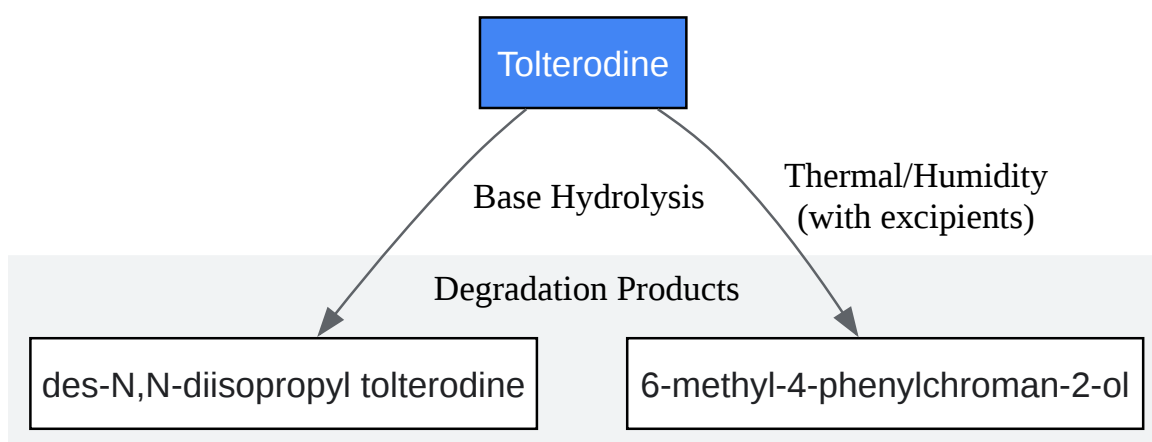 Tolterodine
Base Hydrolysis
Thermal/Humidity
(with excipients)
Degradation Products
des-N,N-diisopropyl tolterodine
6-methyl-4-phenylchroman-2-ol